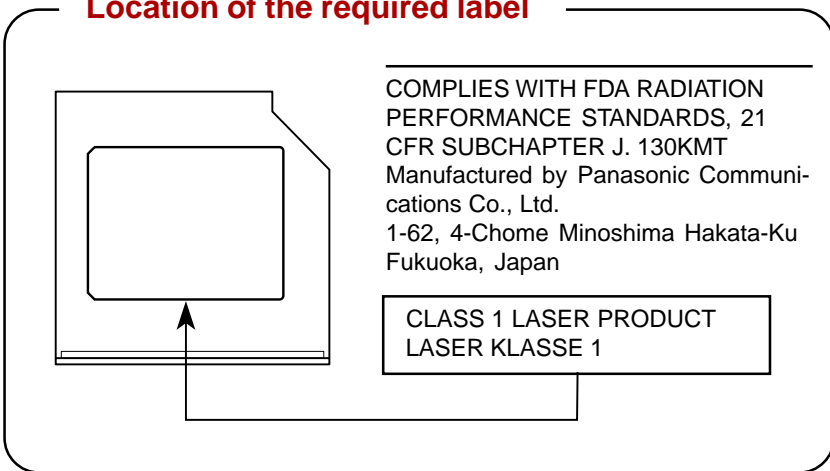 Location of the required label
COMPLIES WITH FDA RADIATION
PERFORMANCE STANDARDS, 21
CFR SUBCHAPTER J. 130KMT
Manufactured by Panasonic Communi-
cations Co., Ltd.
1-62, 4-Chome Minoshima Hakata-Ku
Fukuoka, Japan
CLASS 1 LASER PRODUCT
LASER KLASSE 1